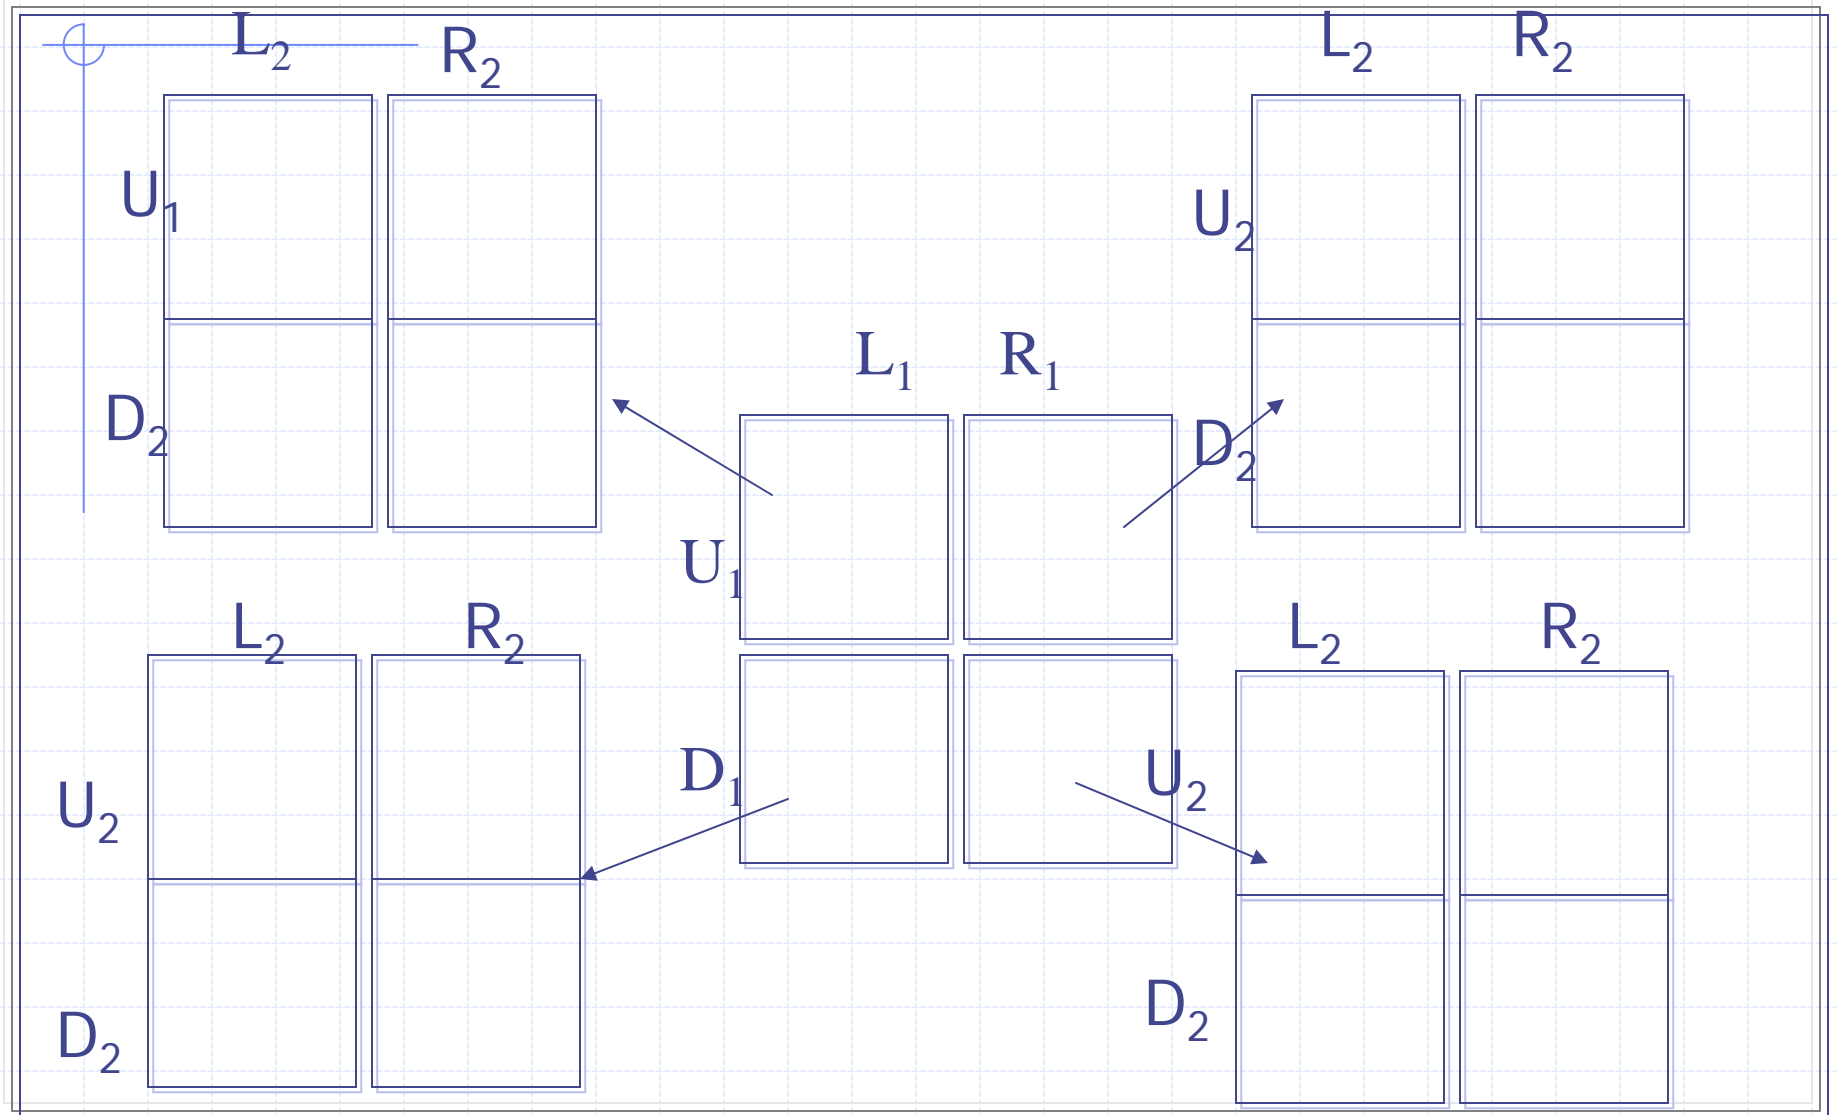 L₂ R₂
L₂ R₂
U₁
U₂
L₁ R₁
D₂
D₂
U₁
L₂ R₂
L₂ R₂
D₁
U₂
U₂
D₂
D₂